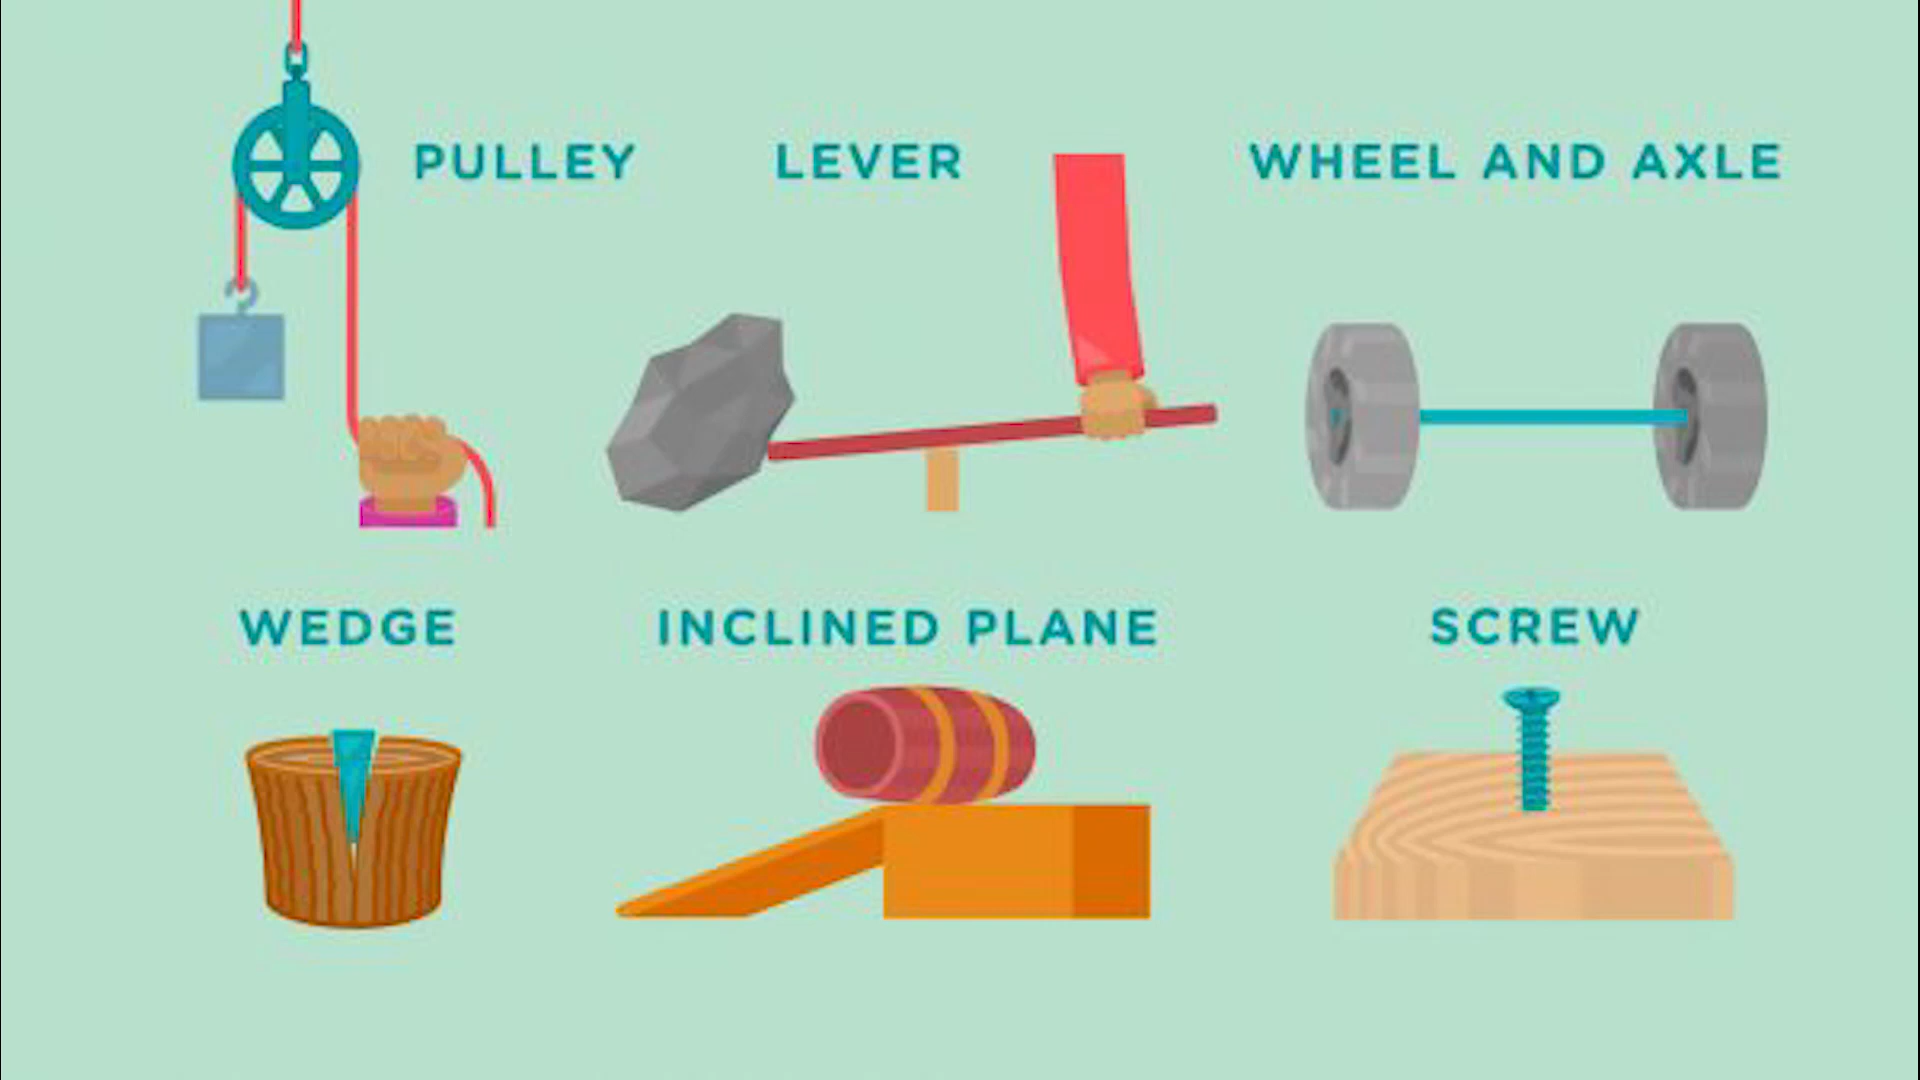 PULLEY
LEVER
WHEEL AND AXLE
WEDGE
INCLINED PLANE
SCREW